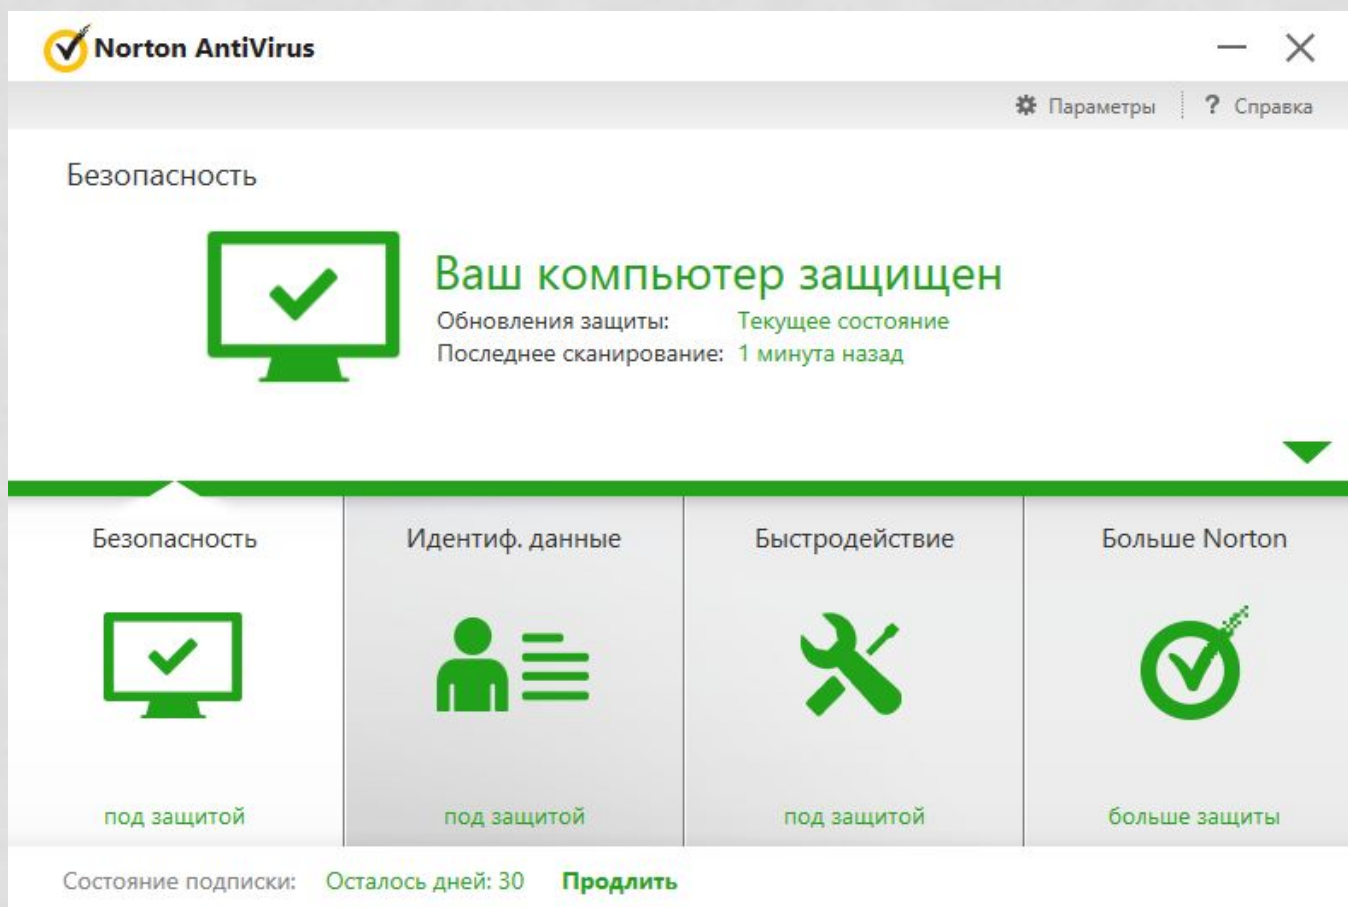 Norton AntiVirus
Параметры ? Справка
Безопасность
Ваш компьютер защищен
Обновления защиты: Текущее состояние
Последнее сканирование: 1 минута назад
Безопасность Идентиф. данные Быстродействие Больше Norton
под защитой под защитой под защитой больше защиты
Состояние подписки: Осталось дней: 30 Продлить